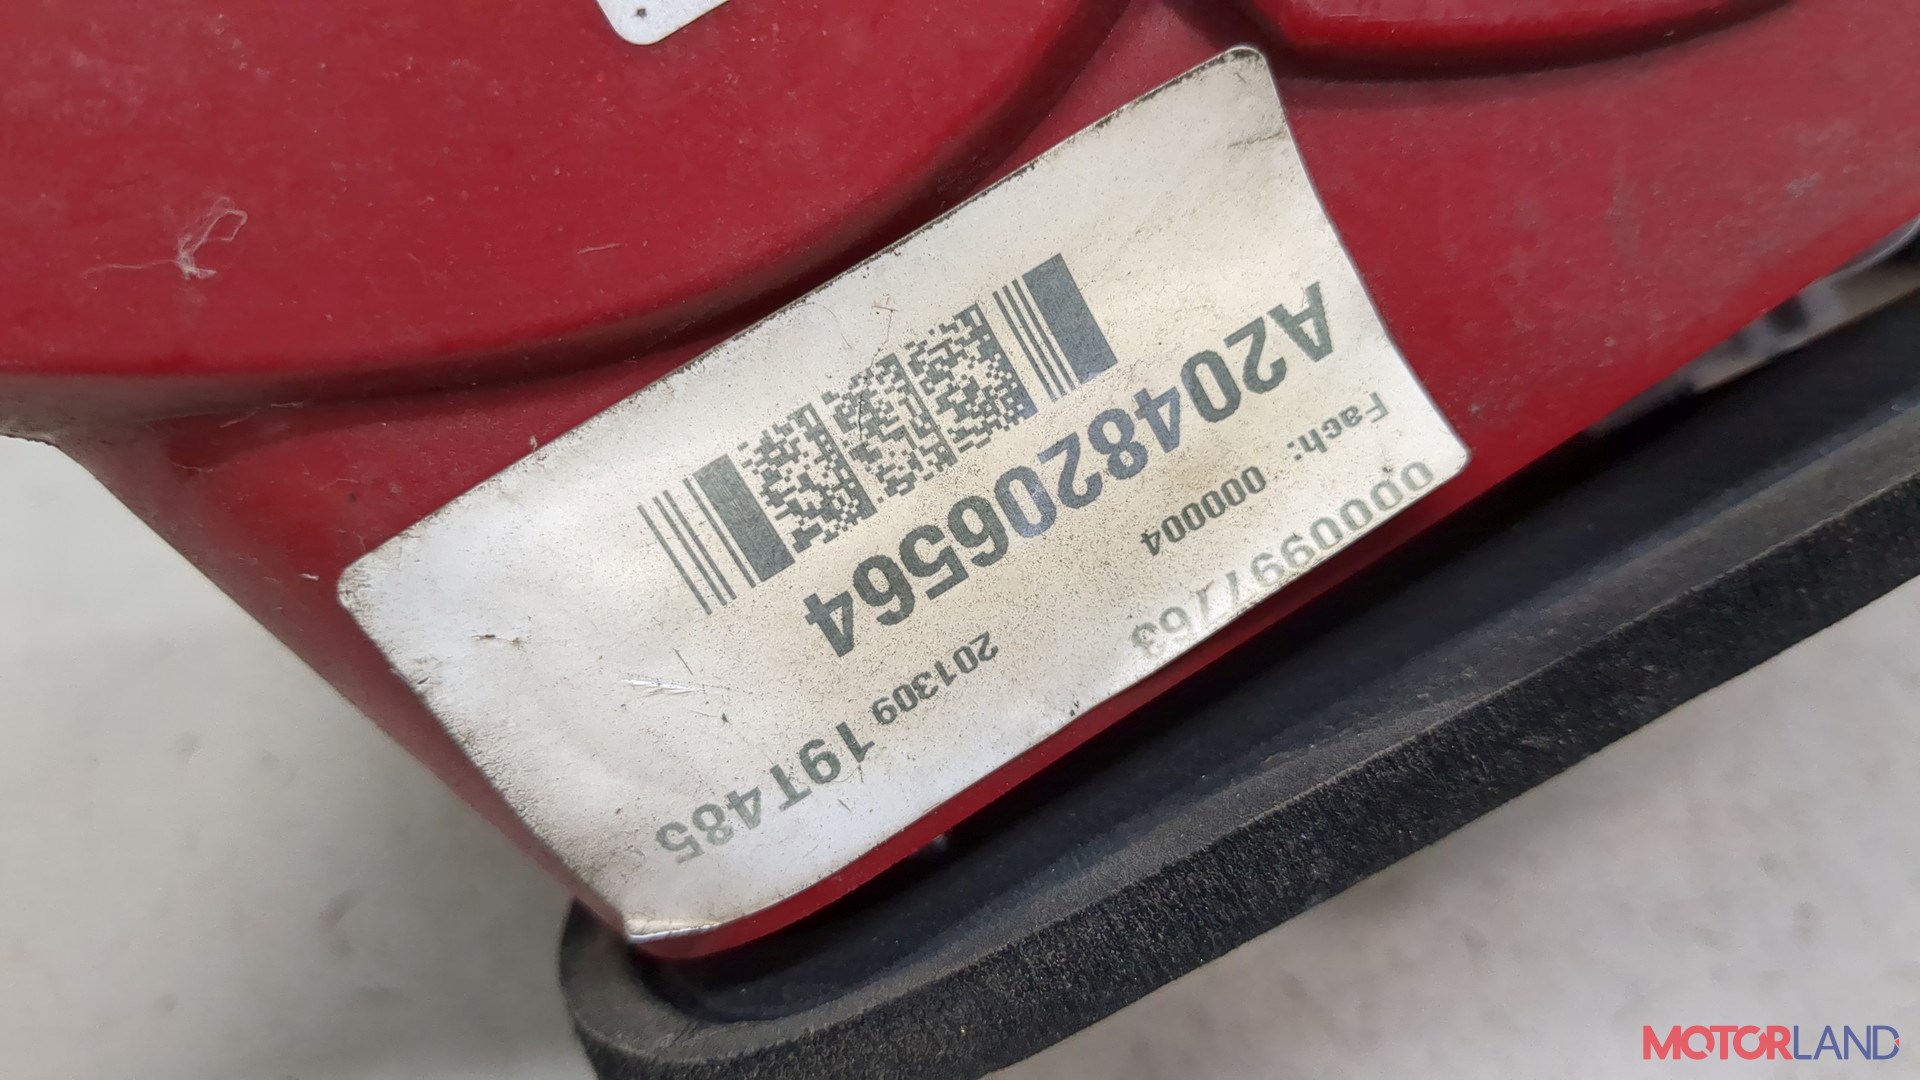 A2048206564
Fach: 000004 201309 19T485
0000997763
MOTORLAND